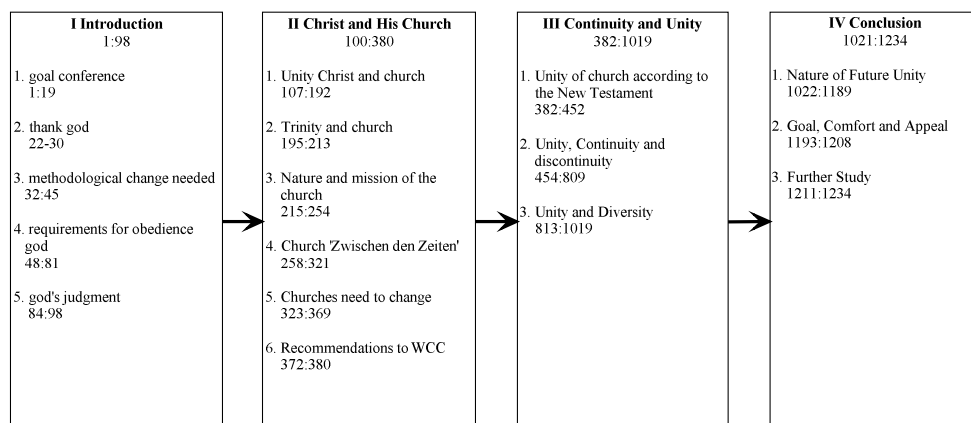 I Introduction
1:98
1. goal conference
1:19
2. thank god
22-30
3. methodological change needed
32:45
4. requirements for obedience
god
48:81
5. god's judgment
84:98
II Christ and His Church
100:380
1. Unity Christ and church
107:192
2. Trinity and church
195:213
3. Nature and mission of the
church
215:254
4. Church 'Zwischen den Zeiten'
258:321
5. Churches need to change
323:369
6. Recommendations to WCC
372:380
III Continuity and Unity
382:1019
1. Unity of church according to
the New Testament
382:452
2. Unity, Continuity and
discontinuity
454:809
3. Unity and Diversity
813:1019
IV Conclusion
1021:1234
1. Nature of Future Unity
1022:1189
2. Goal, Comfort and Appeal
1193:1208
3. Further Study
1211:1234